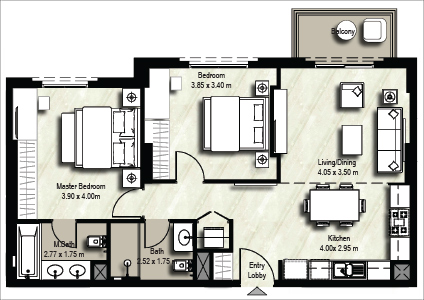 Balcony
Bedroom
3.85 x 3.40 m
Living/Dining
4.05 x 3.50 m
Master Bedroom
3.90 x 4.00m
M.Bath
2.77 x 1.75 m
Bath
2.52 x 1.75
Kitchen
4.00x 2.95 m
Entry
Lobby